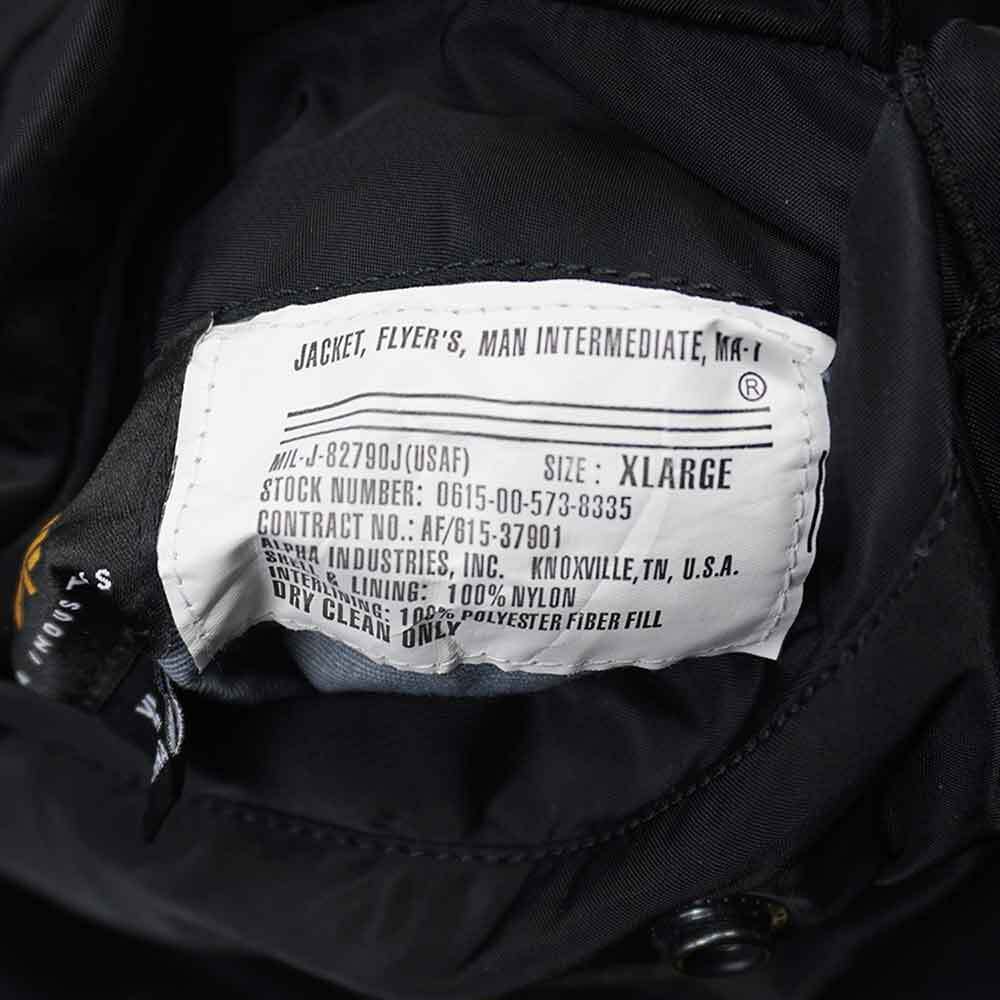 JACKET, FLYER'S, MAN INTERMEDIATE, MA-1
®
MIL-J-82790J(USAF) SIZE: XLARGE
STOCK NUMBER: 0615-00-573-8335
CONTRACT NO.: AF/615-37901
ALPHA INDUSTRIES, INC. KNOXVILLE, TN, U.S.A.
SHELL & LINING: 100% NYLON
INTERLINING: 100% POLYESTER FiBER FILL
DRY CLEAN ONLY